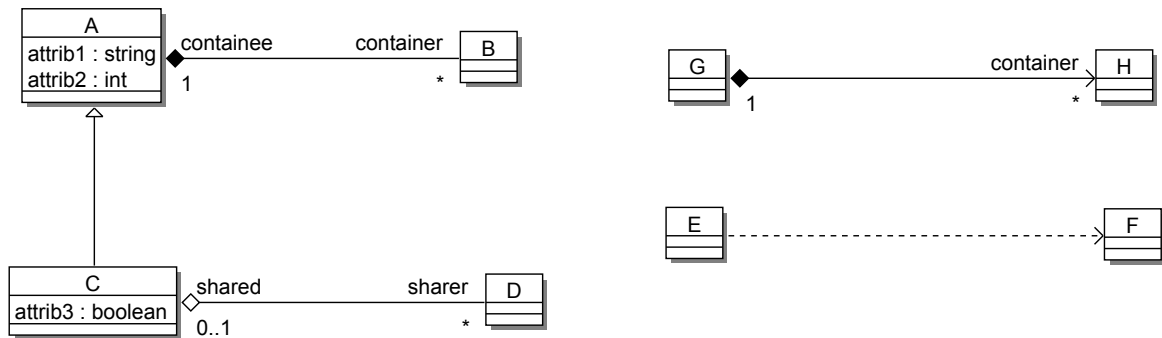 A
attrib1 : string
attrib2 : int
containee
container
1
*
B
G
container
1
*
H
E
F
C
attrib3 : boolean
shared
sharer
0..1
*
D